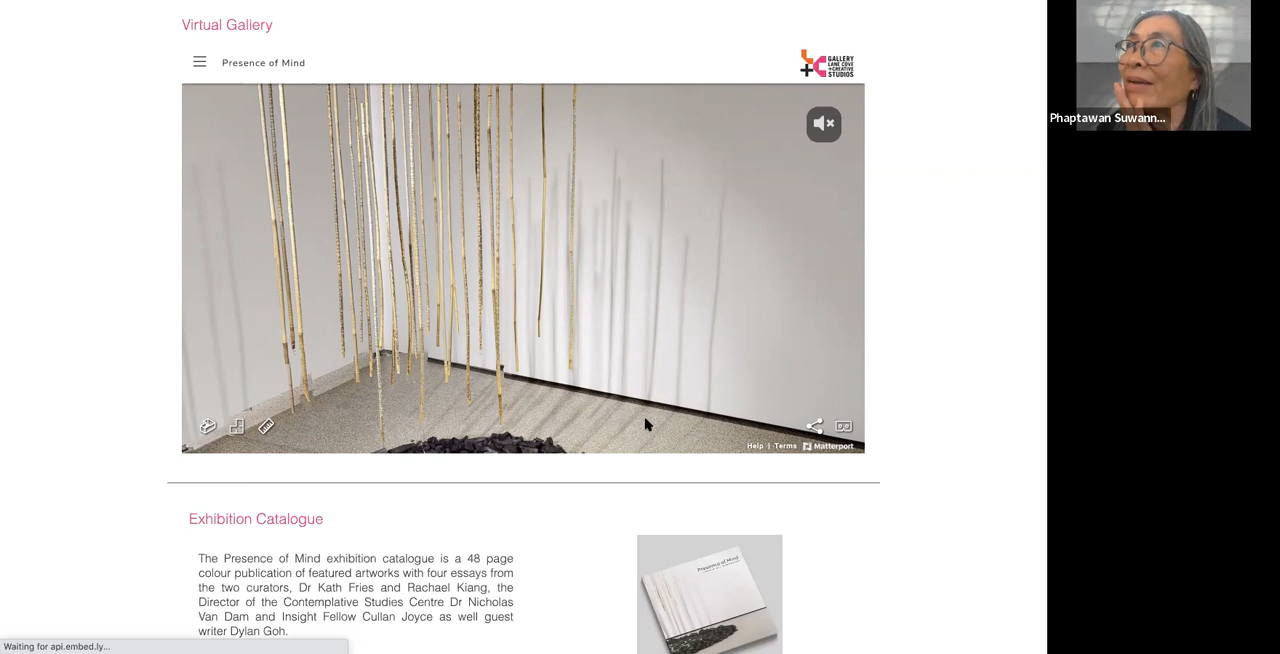 Virtual Gallery
Presence of Mind
GALLERY
LANE COVE
+CREATIVE
STUDIOS
Phaptawan Suwann...
Help | Terms Matterport
Exhibition Catalogue
The Presence of Mind exhibition catalogue is a 48 page
colour publication of featured artworks with four essays from
the two curators, Dr Kath Fries and Rachael Kiang, the
Director of the Contemplative Studies Centre Dr Nicholas
Van Dam and Insight Fellow Cullan Joyce as well guest
writer Dylan Goh.
Presence of Mind
Waiting for api.embed.ly...